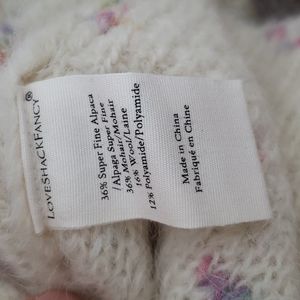 LOVESHACKFANCY®
36% Super Fine Alpaca
/Alpaga Super Fine
36% Mohair/Mohair
16% Wool/Laine
12% Polyamide/Polyamide
Made in China
Fabriqué en Chine